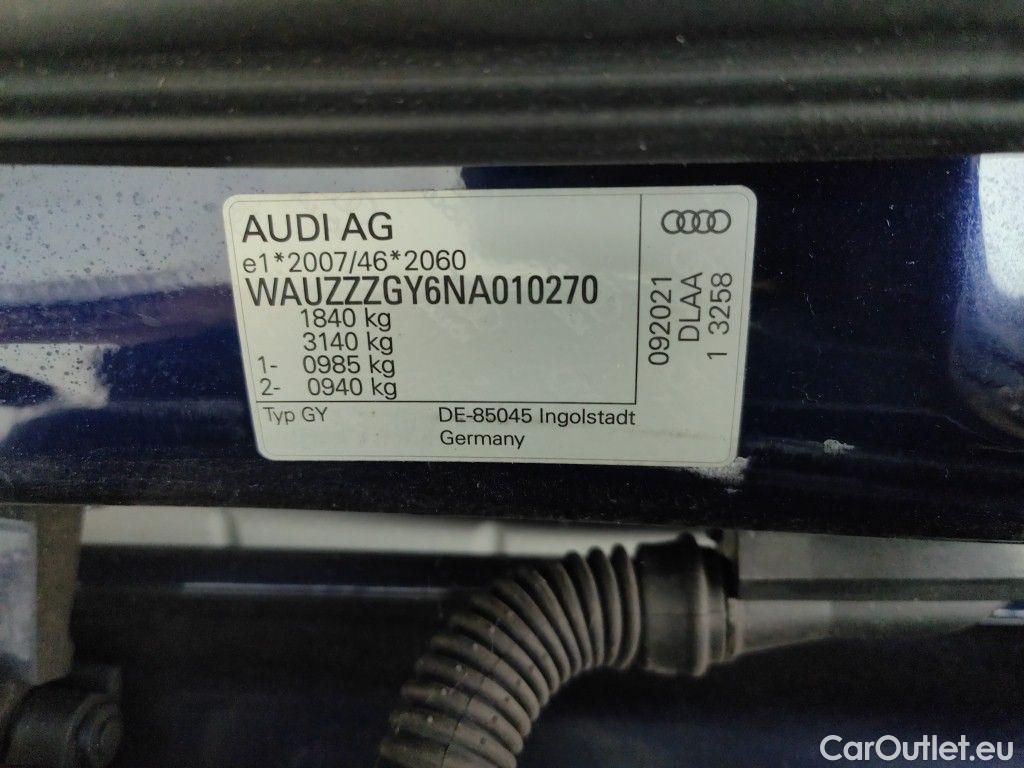 AUDI AG
e1*2007/46*2060
WAUZZZGY6NA010270
1840 kg
3140 kg
1- 0985 kg
2- 0940 kg
Typ GY DE-85045 Ingolstadt
Germany
092021
DLAA
1 3258
CarOutlet.eu